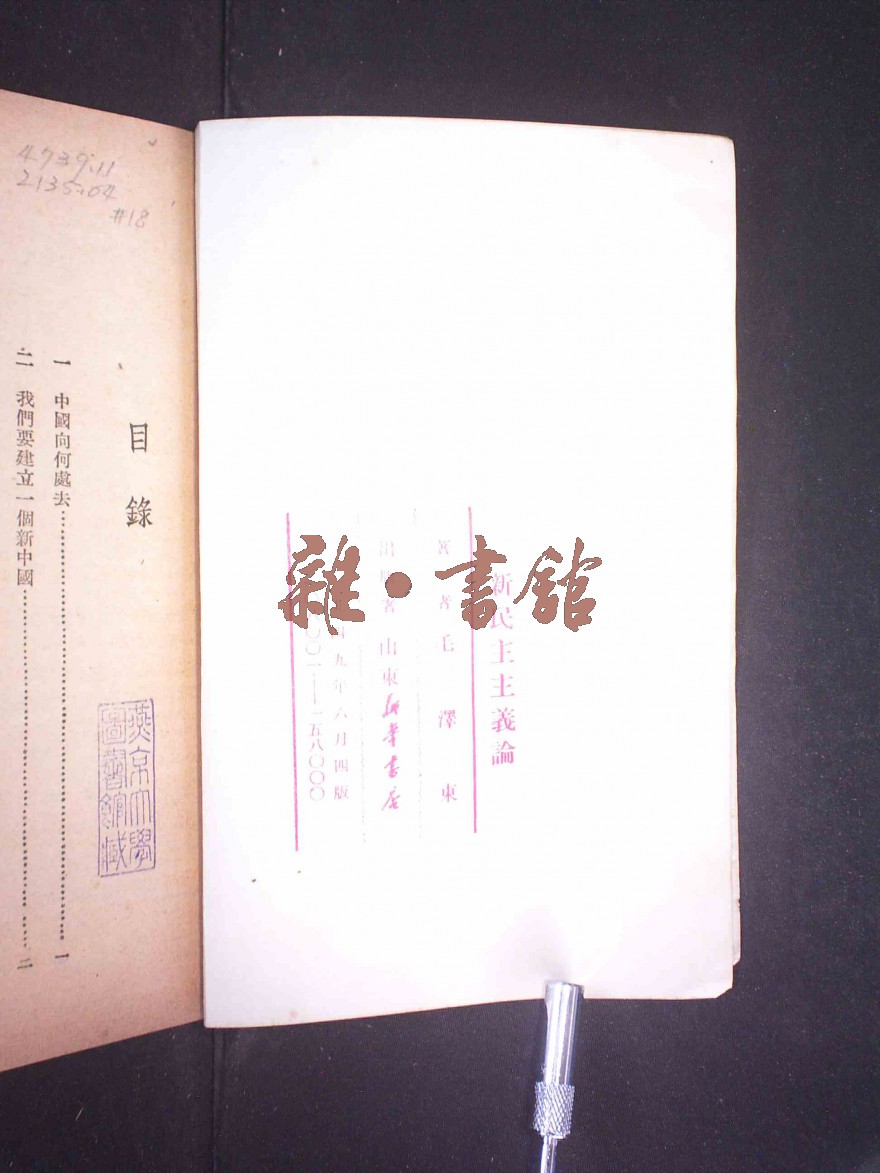 新民主主義論
著者 毛澤東
出版者 山東新華書店
九年六月四版
一五八〇〇〇
雜·書館
4739.11
2135.04
#18
目錄
一 中國向何處去……一
二 我們要建立一個新中國……二
燕京大學
圖書館藏